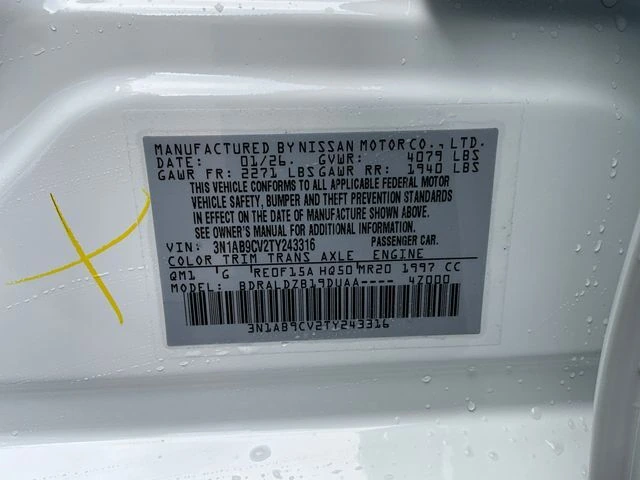 MANUFACTURED BY NISSAN MOTOR CO., LTD.
DATE: 01/26. GVWR: 4079 LBS
GAWR FR: 2271 LBS GAWR RR: 1940 LBS
THIS VEHICLE CONFORMS TO ALL APPLICABLE FEDERAL MOTOR
VEHICLE SAFETY, BUMPER AND THEFT PREVENTION STANDARDS
IN EFFECT ON THE DATE OF MANUFACTURE SHOWN ABOVE.
SEE OWNER'S MANUAL FOR ADDITIONAL INFORMATION
VIN: 3N1AB9CV2TY243316 PASSENGER CAR.
COLOR TRIM TRANS AXLE ENGINE
QM1 G RE0F15A HQ50 MR20 1997 CC
MODEL: BDRALDZB19DUAA---- 47000
3N1AB9CV2TY243316